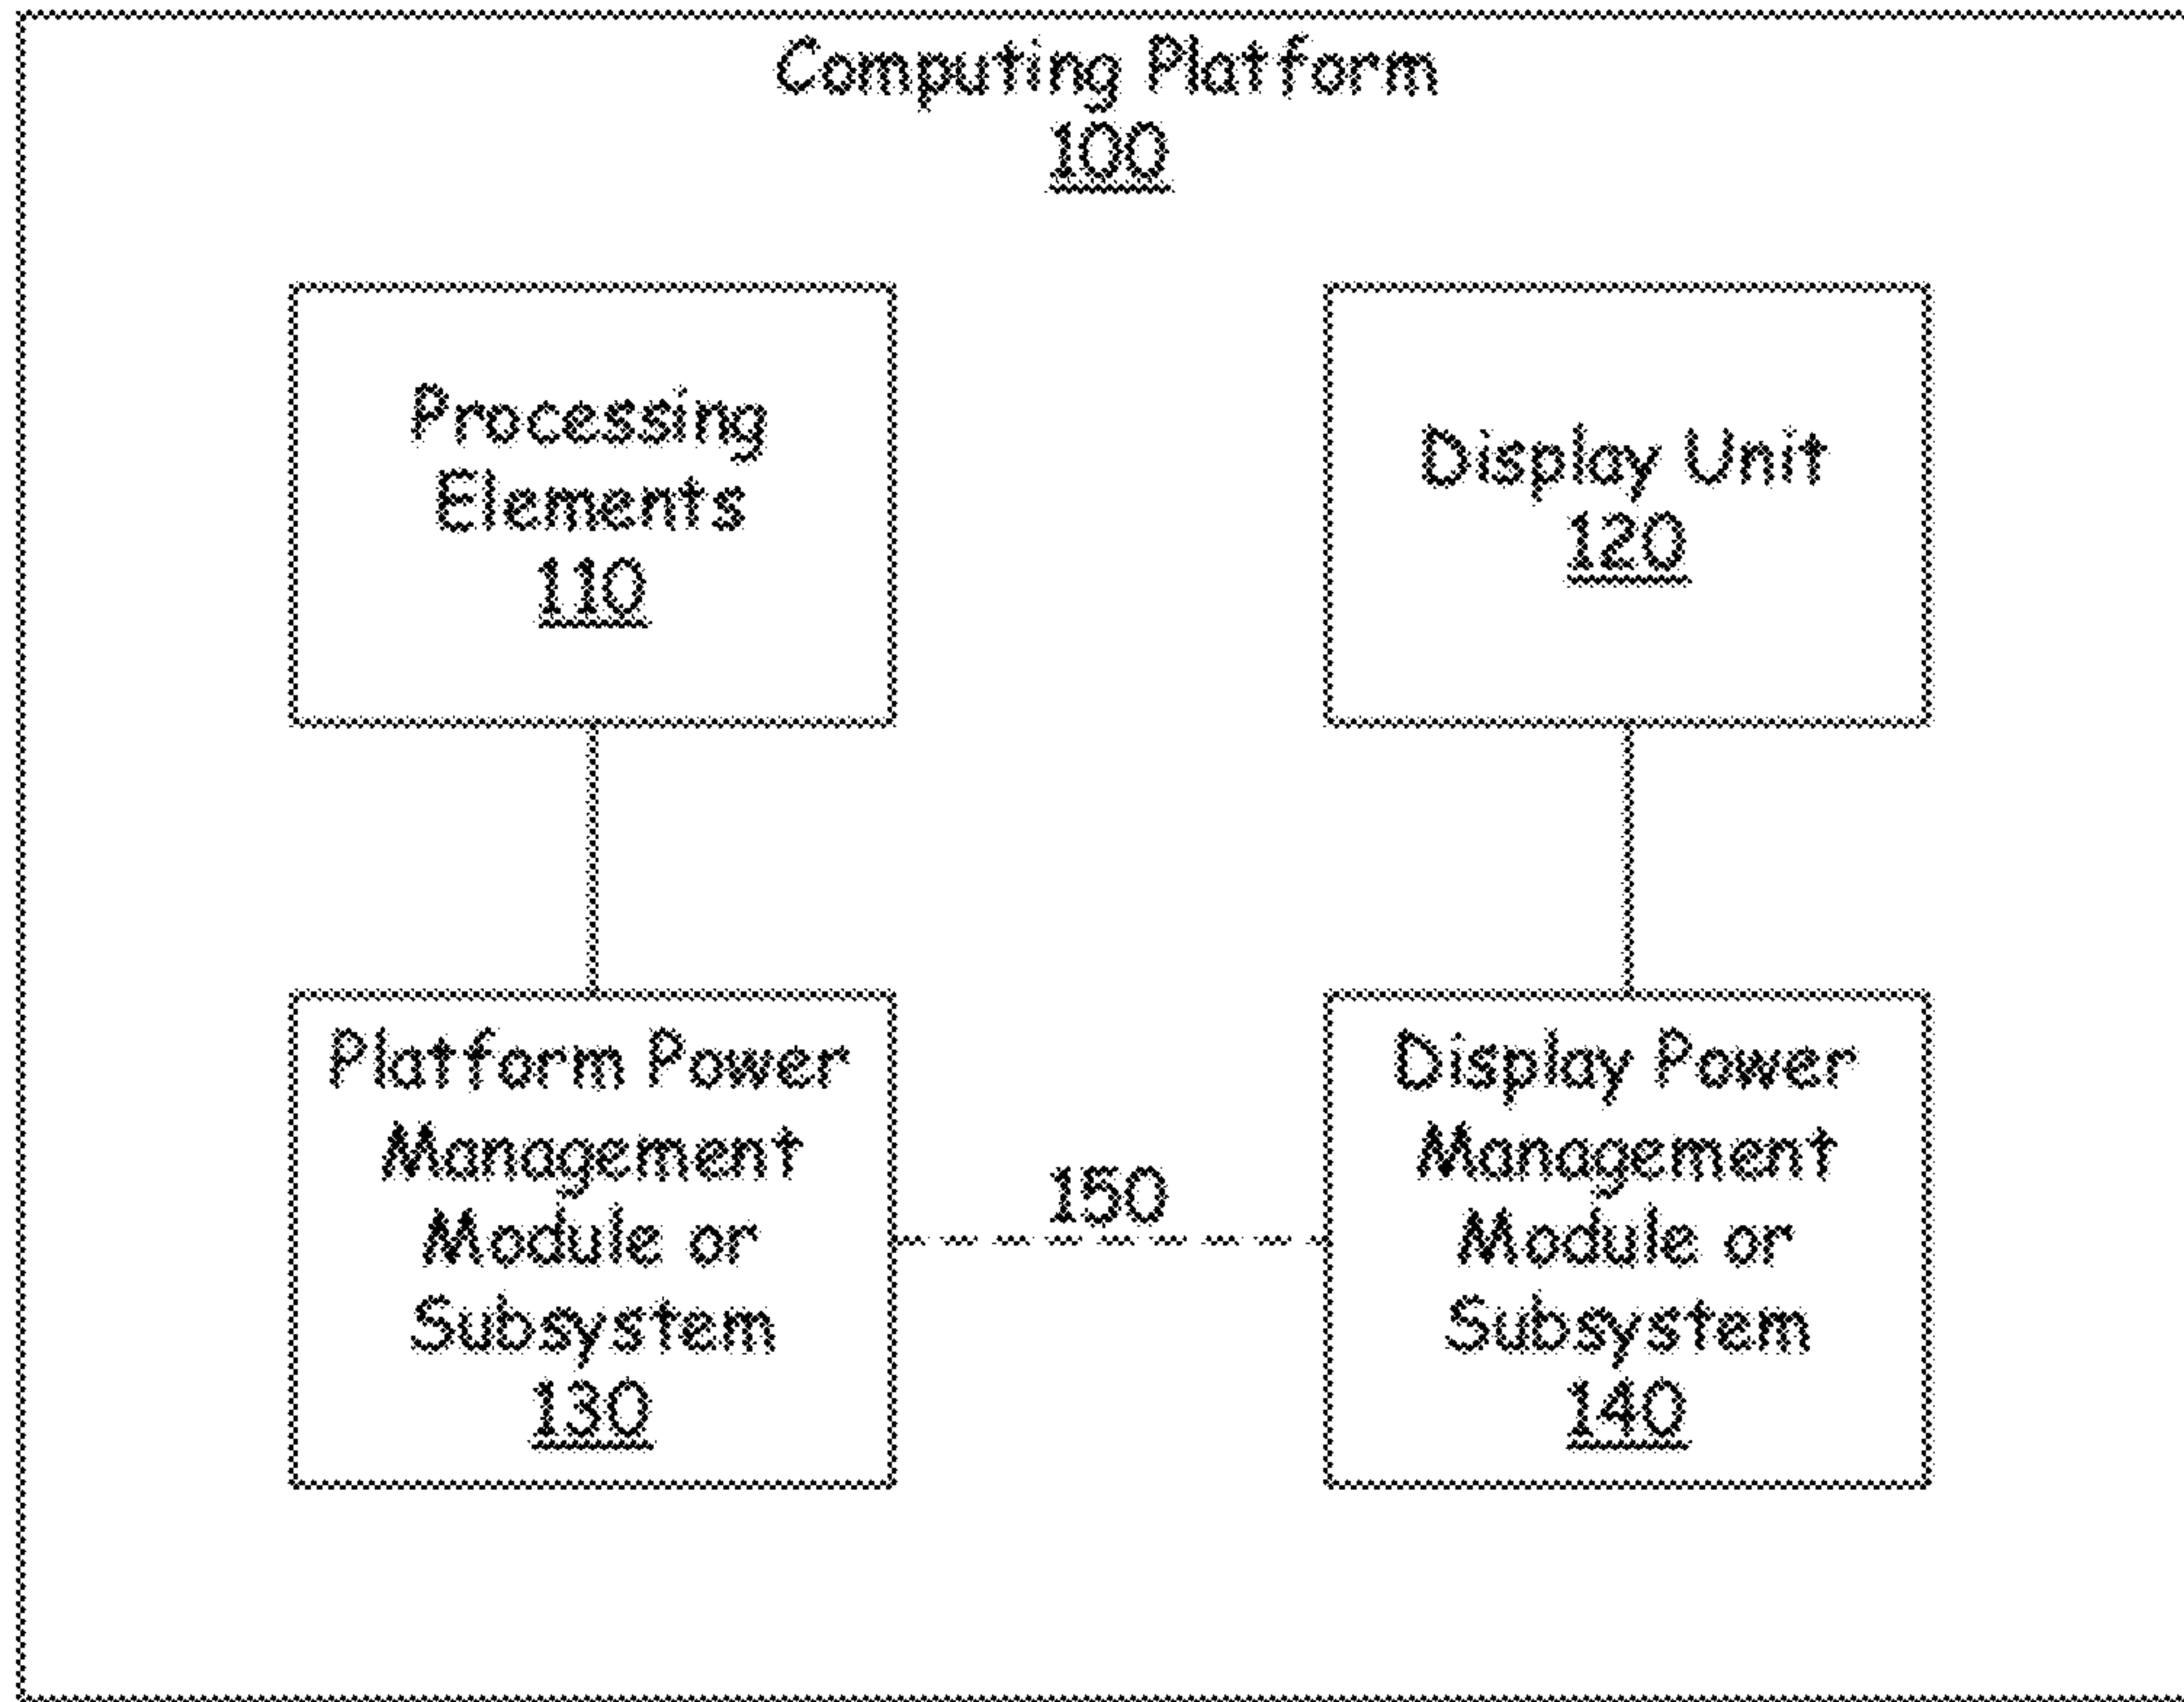 Computing Platform
100
Processing
Elements
110
Display Unit
120
Platform Power
Management
Module or
Subsystem
130
150
Display Power
Management
Module or
Subsystem
140